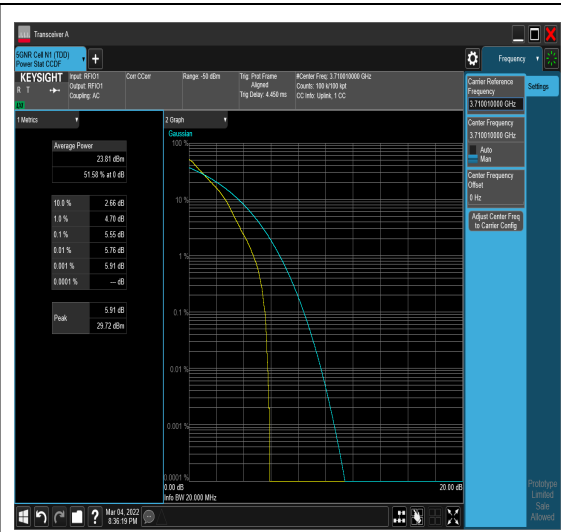 Transceiver A
5GNR Cell N1 (TDD)
Power Stat CCDF
+
Frequency
KEYSIGHT
R T
Input: RFIO1
Output: RFIO1
Coupling: AC
Corr CCorr
Range: -50 dBm
Trig: Prot Frame
Aligned
Trig Delay: 4.450 ms
#Center Freq: 3.710010000 GHz
Counts: 100 k/100 kpt
CC Info: Uplink, 1 CC
1 Metrics
2 Graph
Gaussian
Average Power
23.81 dBm
51.58 % at 0 dB
10.0 % 2.66 dB
1.0 % 4.70 dB
0.1 % 5.55 dB
0.01 % 5.76 dB
0.001 % 5.91 dB
0.0001 % --- dB
Peak
5.91 dB
29.72 dBm
100 %
10 %
1 %
0.1 %
0.01 %
0.001 %
0.0001 %
0.00 dB
20.00 dB
Info BW 20.000 MHz
Carrier Reference
Frequency
3.710010000 GHz
Settings
Center Frequency
3.710010000 GHz
Auto
Man
Center Frequency
Offset
0 Hz
Adjust Center Freq
to Carrier Config
Prototype
Limited
Sale
Allowed
?
Mar 04, 2022
8:36:19 PM